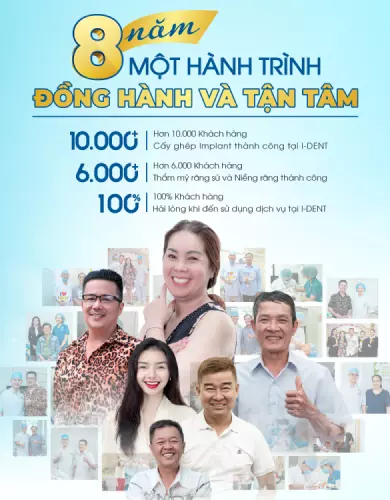 8 năm
MỘT HÀNH TRÌNH
ĐỒNG HÀNH VÀ TẬN TÂM
10.000+
Hơn 10.000 Khách hàng
Cấy ghép Implant thành công tại I-DENT
6.000+
Hơn 6.000 Khách hàng
Thẩm mỹ răng sứ và Niềng răng thành công
100%
100% Khách hàng
Hài lòng khi đến sử dụng dịch vụ tại I-DENT